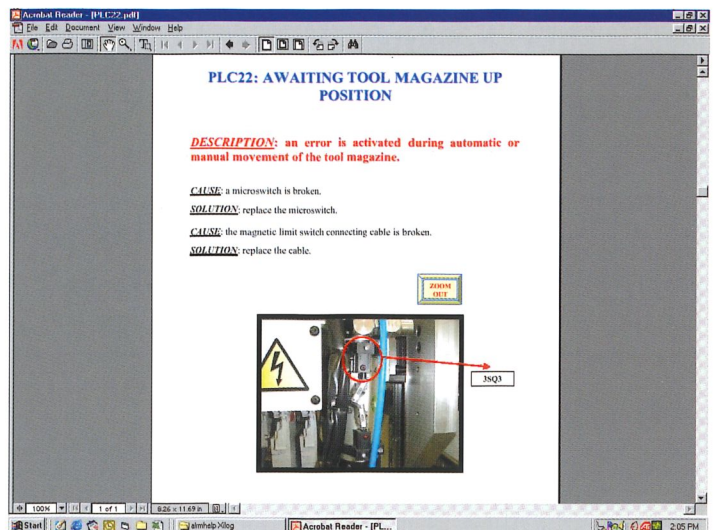 Acrobat Reader - [PLC22.pdf]
File Edit Document View Window Help
PLC22: AWAITING TOOL MAGAZINE UP
POSITION
DESCRIPTION: an error is activated during automatic or
manual movement of the tool magazine.
CAUSE: a microswitch is broken.
SOLUTION: replace the microswitch.
CAUSE: the magnetic limit switch connecting cable is broken.
SOLUTION: replace the cable.
ZOOM
OUT
3SQ3
100% 1 of 1 8.26 x 11.69 in
Start almhelp Xilog Acrobat Reader - [PL... 2:05 PM